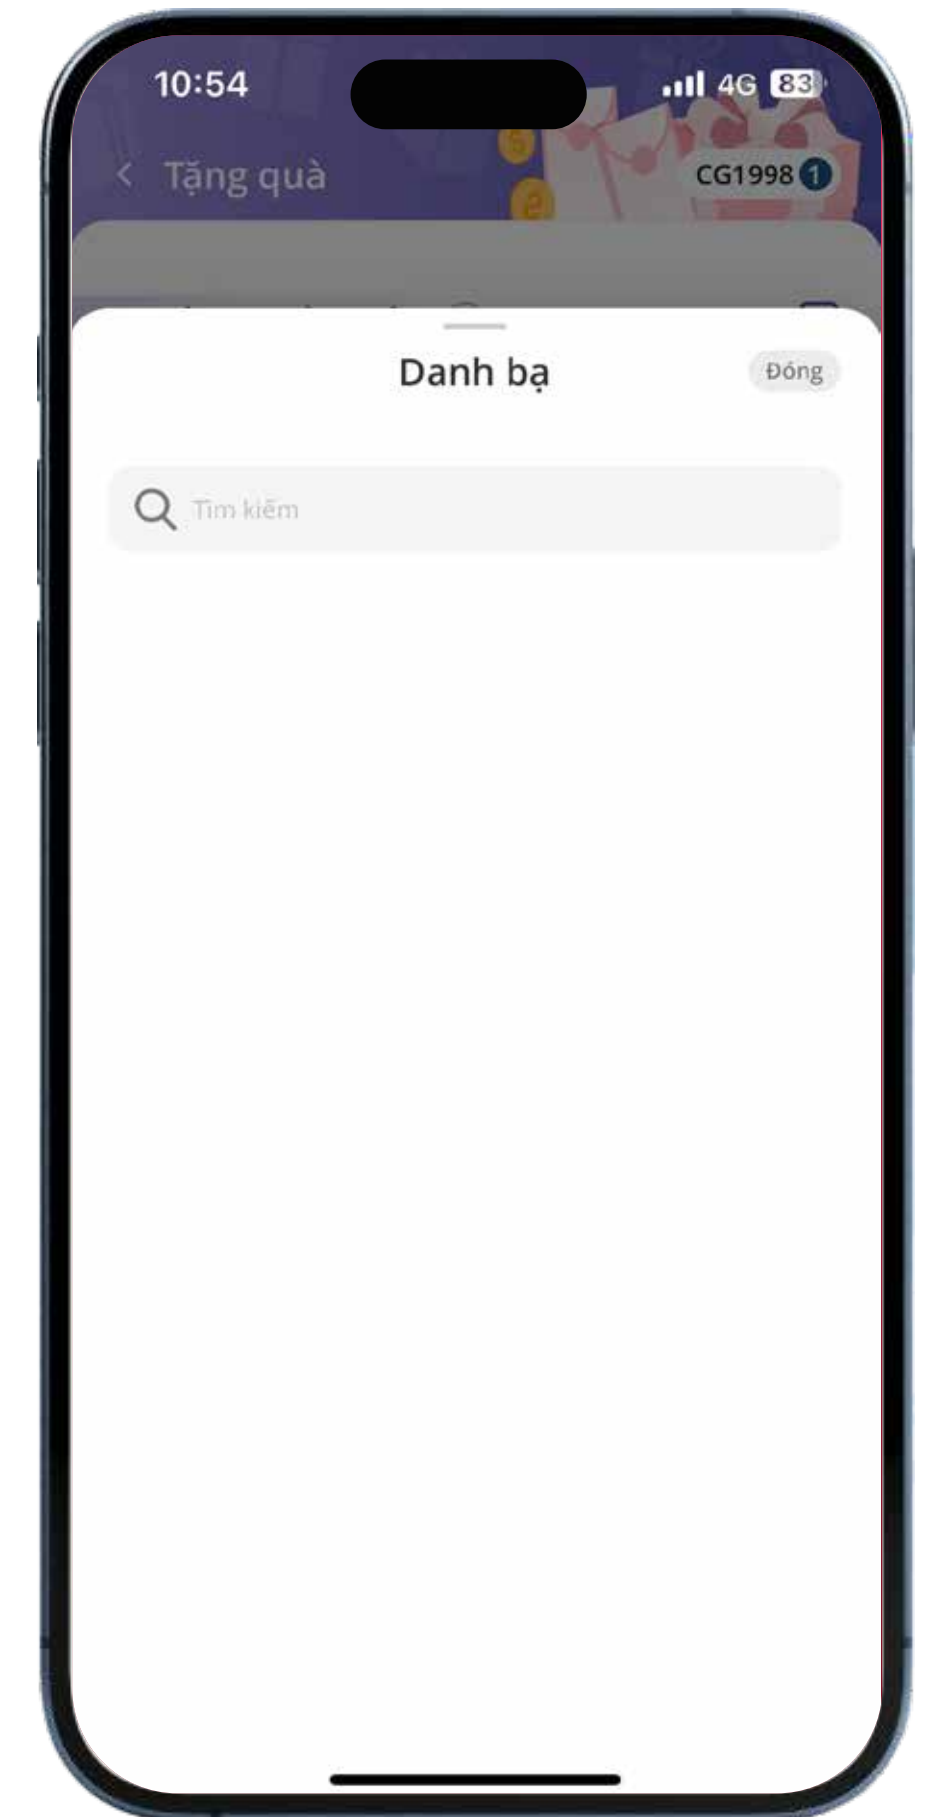 10:54
4G 83
Tặng quà
CG1998 1
Danh bạ
Đóng
Tìm kiếm